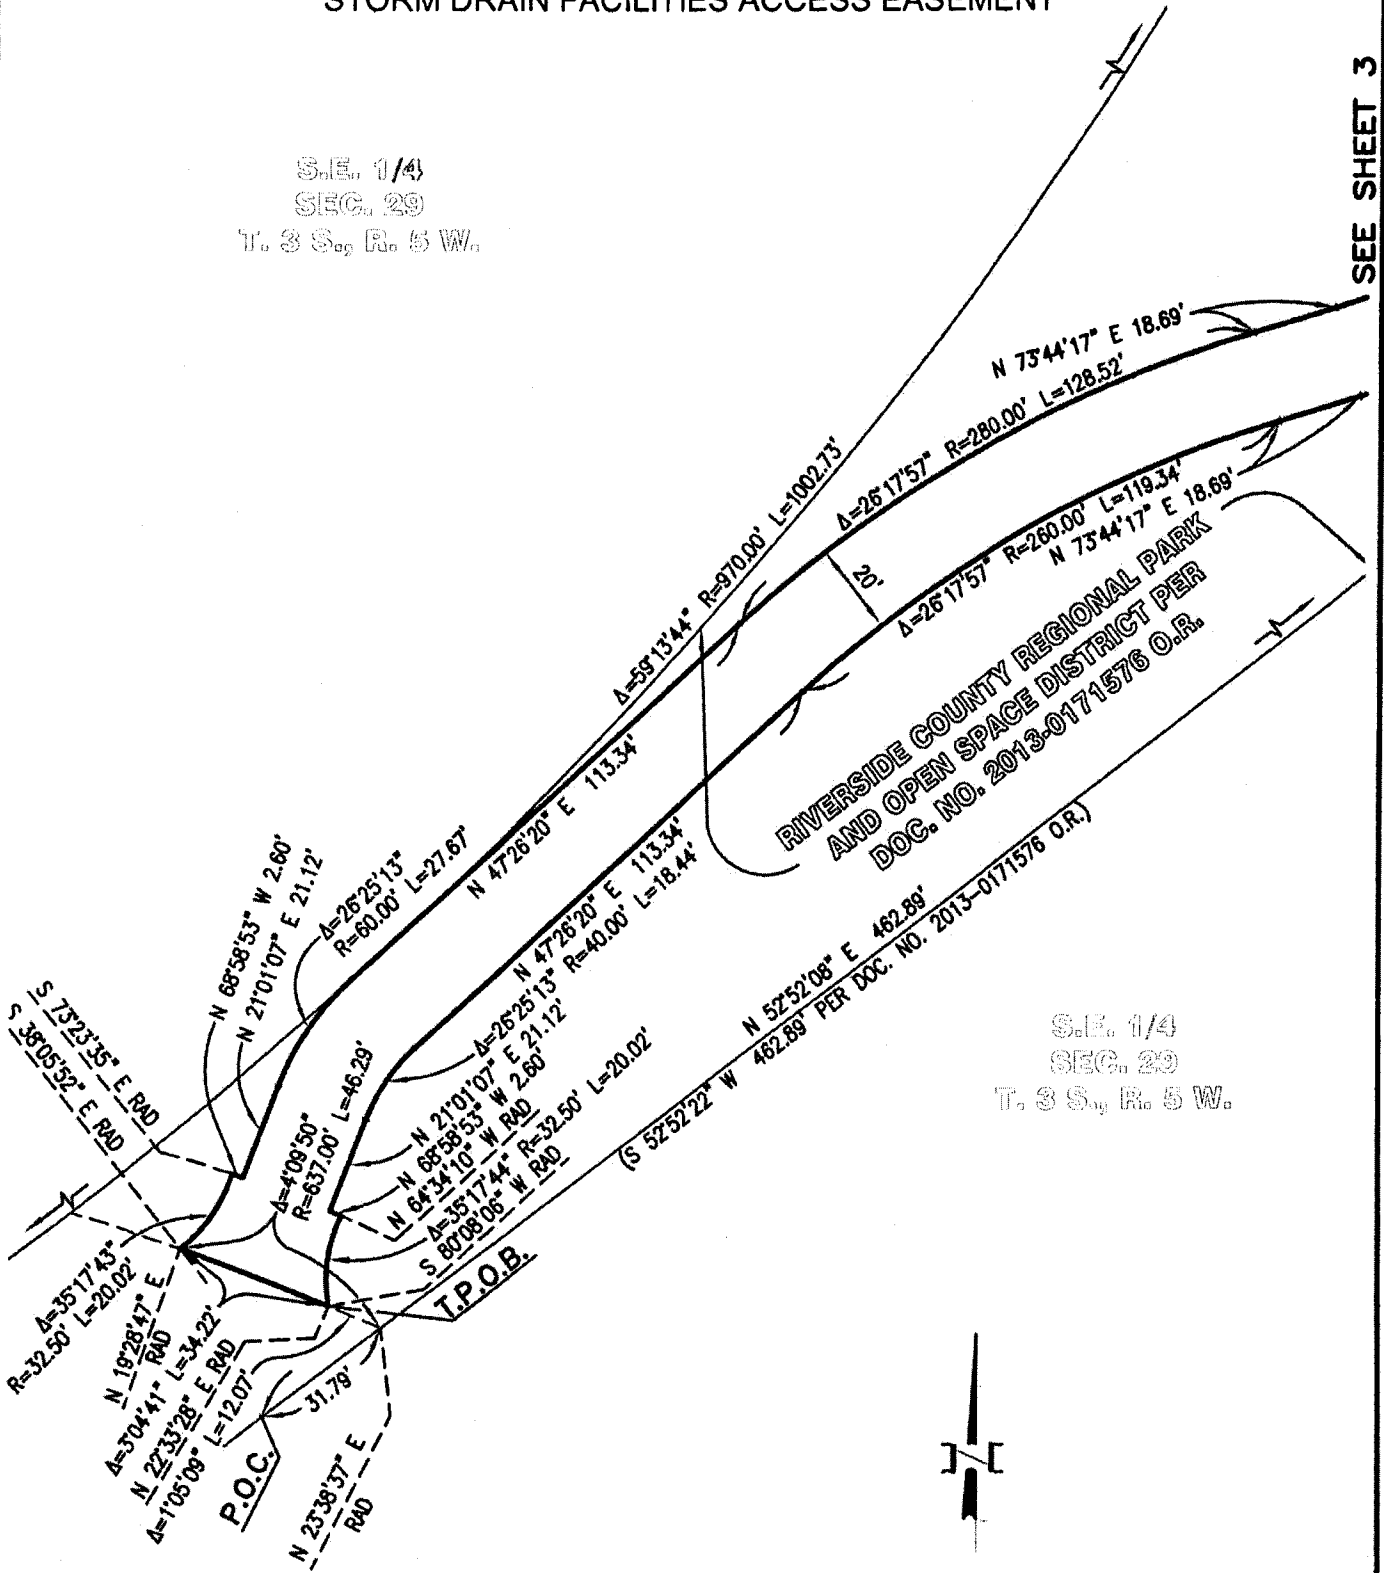 STORM DRAIN FACILITIES ACCESS EASEMENT
SEE SHEET 3
S.E. 1/4
SEC. 29
T. 3 S., R. 5 W.
N 73°44'17" E 18.69'
Δ=26°17'57" R=280.00' L=128.52'
Δ=59°13'44" R=970.00' L=1002.73'
20'
Δ=26°17'57" R=260.00' L=119.34'
N 73°44'17" E 18.69'
RIVERSIDE COUNTY REGIONAL PARK
AND OPEN SPACE DISTRICT PER
DOC. NO. 2013-0171576 O.R.
N 47°26'20" E 113.34'
N 47°26'20" E 113.34'
Δ=26°25'13" R=40.00' L=18.44'
Δ=26°25'13"
R=60.00' L=27.67'
N 68°58'53" W 2.60'
N 21°01'07" E 21.12'
S 73°23'35" E RAD
S 38°05'52" E RAD
Δ=4°09'50"
R=637.00' L=46.29'
N 21°01'07" E 21.12'
N 68°58'53" W 2.60'
N 64°34'10" W RAD
Δ=35°17'44" R=32.50' L=20.02'
S 80°08'06" W RAD
T.P.O.B.
N 52°52'08" E 462.89'
(S 52°52'22" W 462.89' PER DOC. NO. 2013-0171576 O.R.)
S.E. 1/4
SEC. 29
T. 3 S., R. 5 W.
Δ=35°17'43"
R=32.50' L=20.02'
N 19°28'47" E
RAD
Δ=3°04'41" L=34.22'
N 22°33'28" E RAD
Δ=1°05'09" L=12.07'
31.79'
P.O.C.
N 23°38'37" E
RAD